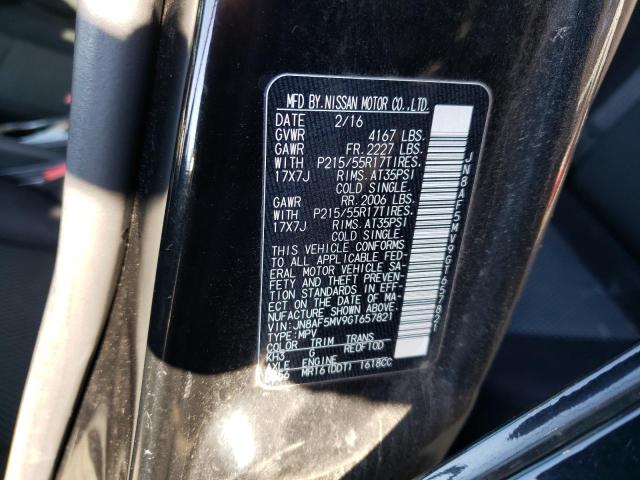 MFD BY.NISSAN MOTOR CO.,LTD.
DATE 2/16
GVWR 4167 LBS.
GAWR FR. 2227 LBS.
WITH P215/55R17TIRES.
17X7J RIMS. AT35PSI
COLD SINGLE.
GAWR RR. 2006 LBS.
WITH P215/55R17TIRES.
17X7J RIMS. AT35PSI
COLD SINGLE.
THIS VEHICLE CONFORMS
TO ALL APPLICABLE FED-
ERAL MOTOR VEHICLE SA-
FETY AND THEFT PREVEN-
TION STANDARDS IN EFF-
ECT ON THE DATE OF MA-
NUFACTURE SHOWN ABOVE.
VIN:JN8AF5MV9GT657821
TYPE:MPV
COLOR TRIM TRANS
KH3 G RE0F10D
AXLE ENGINE
MR16(DDT) 1618CC
JN8AF5MV9GT657821